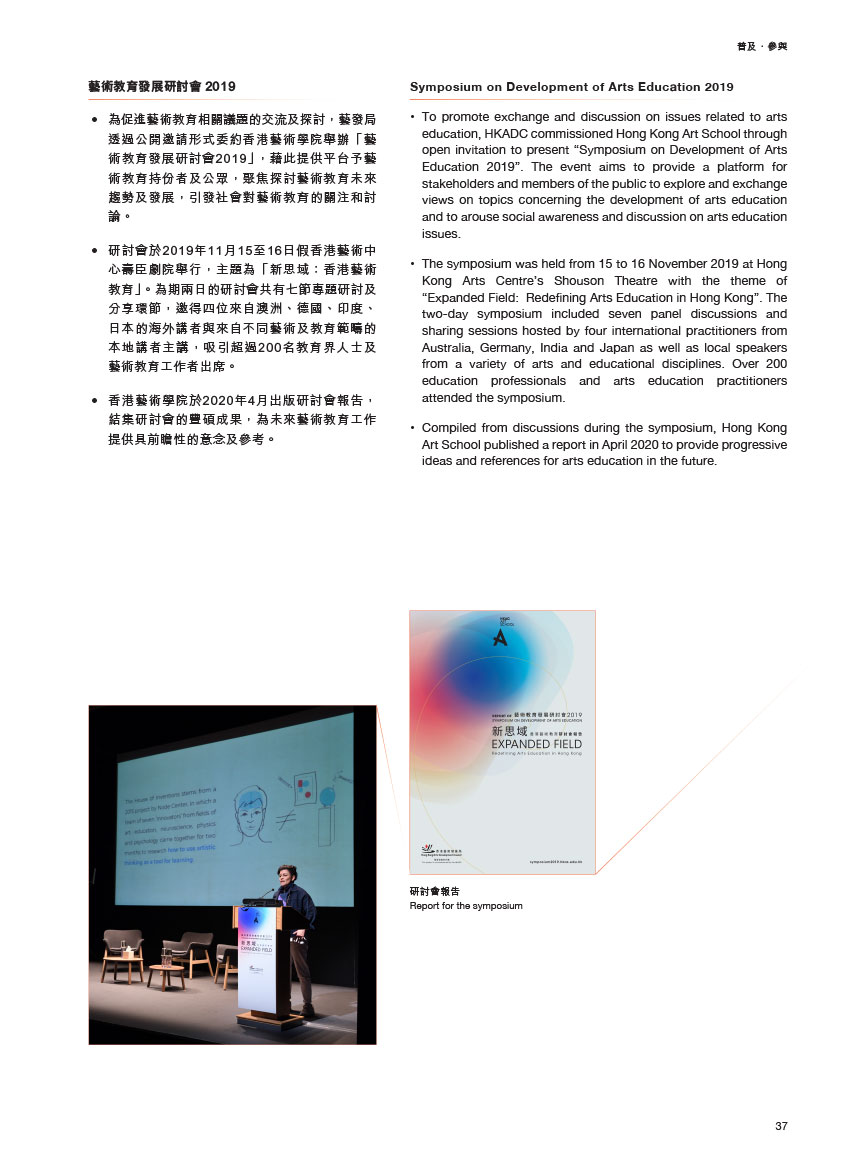 普及 · 參與
藝術教育發展研討會 2019
• 為促進藝術教育相關議題的交流及探討，藝發局
透過公開邀請形式委約香港藝術學院舉辦「藝
術教育發展研討會2019」，藉此提供平台予藝
術教育持份者及公眾，聚焦探討藝術教育未來
趨勢及發展，引發社會對藝術教育的關注和討
論。
• 研討會於2019年11月15至16日假香港藝術中
心壽臣劇院舉行，主題為「新思域：香港藝術
教育」。為期兩日的研討會共有七節專題研討及
分享環節，邀得四位來自澳洲、德國、印度、
日本的海外講者與來自不同藝術及教育範疇的
本地講者主講，吸引超過200名教育界人士及
藝術教育工作者出席。
• 香港藝術學院於2020年4月出版研討會報告，
結集研討會的豐碩成果，為未來藝術教育工作
提供具前瞻性的意念及參考。
Symposium on Development of Arts Education 2019
• To promote exchange and discussion on issues related to arts
education, HKADC commissioned Hong Kong Art School through
open invitation to present “Symposium on Development of Arts
Education 2019”. The event aims to provide a platform for
stakeholders and members of the public to explore and exchange
views on topics concerning the development of arts education
and to arouse social awareness and discussion on arts education
issues.
• The symposium was held from 15 to 16 November 2019 at Hong
Kong Arts Centre’s Shouson Theatre with the theme of
“Expanded Field: Redefining Arts Education in Hong Kong”. The
two-day symposium included seven panel discussions and
sharing sessions hosted by four international practitioners from
Australia, Germany, India and Japan as well as local speakers
from a variety of arts and educational disciplines. Over 200
education professionals and arts education practitioners
attended the symposium.
• Compiled from discussions during the symposium, Hong Kong
Art School published a report in April 2020 to provide progressive
ideas and references for arts education in the future.
REPORT OF 藝術教育發展研討會2019
SYMPOSIUM ON DEVELOPMENT OF ARTS EDUCATION
新思域 香港藝術教育研討會報告
EXPANDED FIELD
Redefining Arts Education in Hong Kong
香港藝術發展局
Hong Kong Arts Development Council
symposium2019.hkas.edu.hk
研討會報告
Report for the symposium
The House of Inventions stems from a
2015 project by Node Center, in which a
team of seven 'innovators' from fields of
art, education, neuroscience, physics
and psychology came together for two
months to research how to use artistic
thinking as a tool for learning.
新思域
EXPANDED FIELD
37